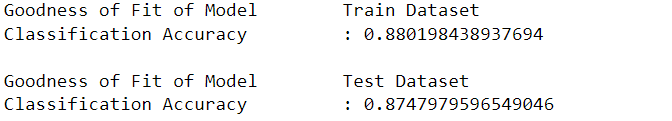 Goodness of Fit of Model Train Dataset
Classification Accuracy : 0.880198438937694
Goodness of Fit of Model Test Dataset
Classification Accuracy : 0.8747979596549046